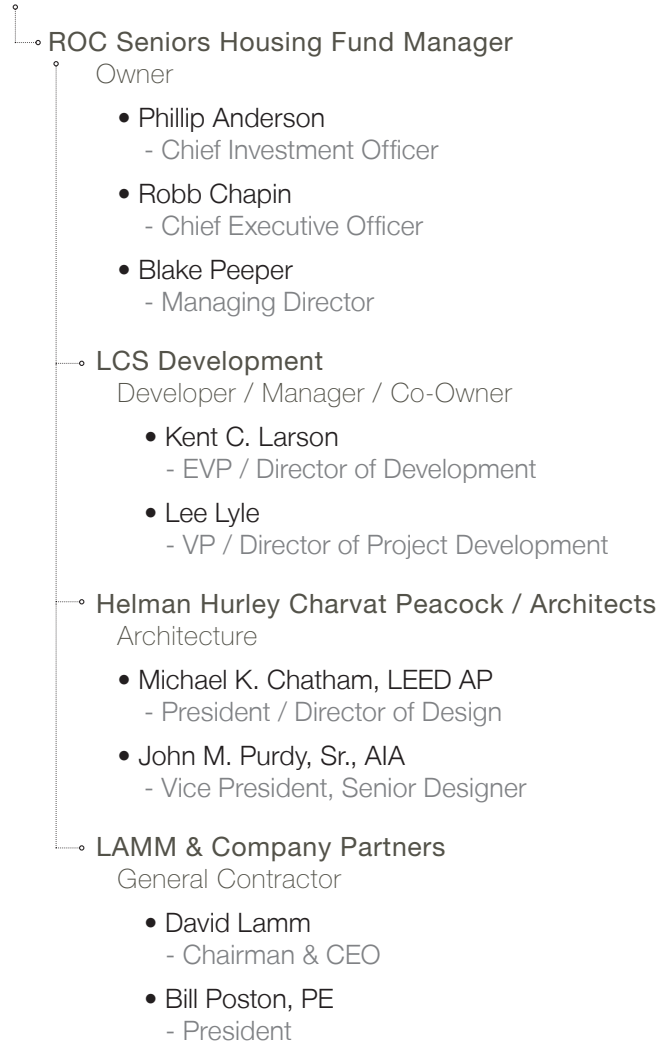 ROC Seniors Housing Fund Manager
Owner
• Phillip Anderson
- Chief Investment Officer
• Robb Chapin
- Chief Executive Officer
• Blake Peeper
- Managing Director
LCS Development
Developer / Manager / Co-Owner
• Kent C. Larson
- EVP / Director of Development
• Lee Lyle
- VP / Director of Project Development
Helman Hurley Charvat Peacock / Architects
Architecture
• Michael K. Chatham, LEED AP
- President / Director of Design
• John M. Purdy, Sr., AIA
- Vice President, Senior Designer
LAMM & Company Partners
General Contractor
• David Lamm
- Chairman & CEO
• Bill Poston, PE
- President